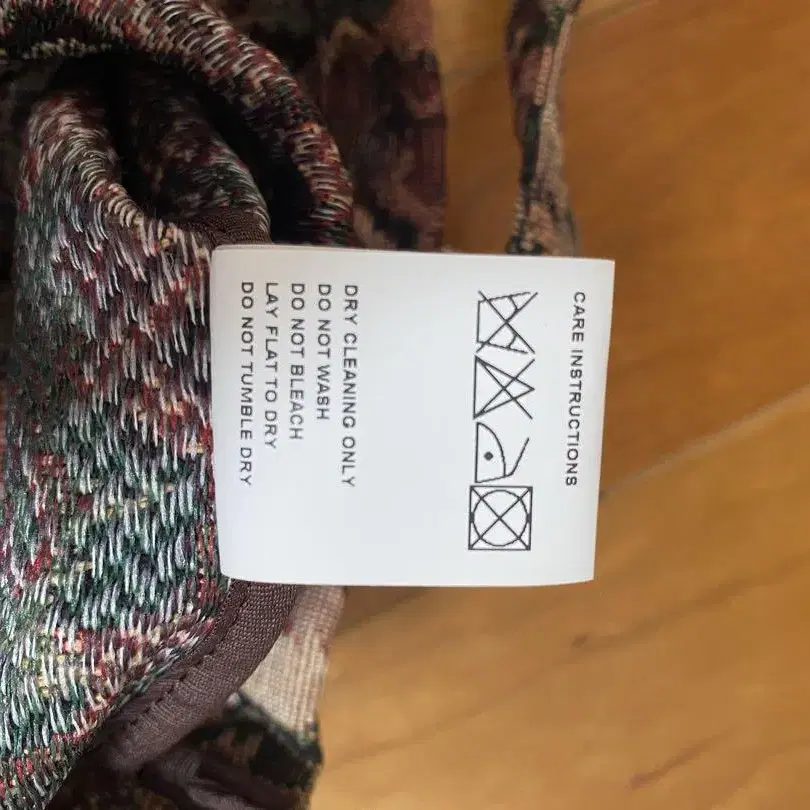 CARE INSTRUCTIONS
DRY CLEANING ONLY
DO NOT WASH
DO NOT BLEACH
LAY FLAT TO DRY
DO NOT TUMBLE DRY